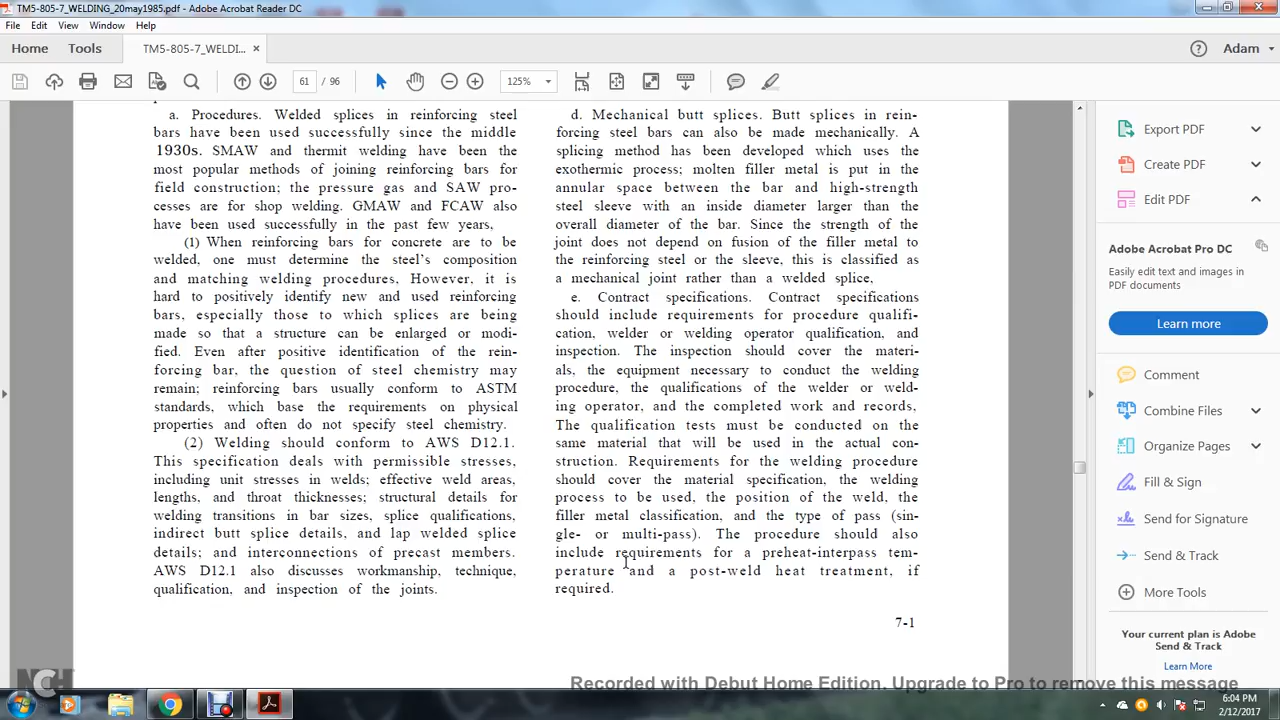 TM5-805-7_WELDING_20may1985.pdf - Adobe Acrobat Reader DC
File Edit View Window Help
Home Tools TM5-805-7_WELDI... × Adam
61 / 96 125%
a. Procedures. Welded splices in reinforcing steel
bars have been used successfully since the middle
1930s. SMAW and thermit welding have been the
most popular methods of joining reinforcing bars for
field construction; the pressure gas and SAW pro-
cesses are for shop welding. GMAW and FCAW also
have been used successfully in the past few years,
(1) When reinforcing bars for concrete are to be
welded, one must determine the steel's composition
and matching welding procedures, However, it is
hard to positively identify new and used reinforcing
bars, especially those to which splices are being
made so that a structure can be enlarged or modi-
fied. Even after positive identification of the rein-
forcing bar, the question of steel chemistry may
remain; reinforcing bars usually conform to ASTM
standards, which base the requirements on physical
properties and often do not specify steel chemistry.
(2) Welding should conform to AWS D12.1.
This specification deals with permissible stresses,
including unit stresses in welds; effective weld areas,
lengths, and throat thicknesses; structural details for
welding transitions in bar sizes, splice qualifications,
indirect butt splice details, and lap welded splice
details; and interconnections of precast members.
AWS D12.1 also discusses workmanship, technique,
qualification, and inspection of the joints.
d. Mechanical butt splices. Butt splices in rein-
forcing steel bars can also be made mechanically. A
splicing method has been developed which uses the
exothermic process; molten filler metal is put in the
annular space between the bar and high-strength
steel sleeve with an inside diameter larger than the
overall diameter of the bar. Since the strength of the
joint does not depend on fusion of the filler metal to
the reinforcing steel or the sleeve, this is classified as
a mechanical joint rather than a welded splice,
e. Contract specifications. Contract specifications
should include requirements for procedure qualifi-
cation, welder or welding operator qualification, and
inspection. The inspection should cover the materi-
als, the equipment necessary to conduct the welding
procedure, the qualifications of the welder or weld-
ing operator, and the completed work and records,
The qualification tests must be conducted on the
same material that will be used in the actual con-
struction. Requirements for the welding procedure
should cover the material specification, the welding
process to be used, the position of the weld, the
filler metal classification, and the type of pass (sin-
gle- or multi-pass). The procedure should also
include requirements for a preheat-interpass tem-
perature and a post-weld heat treatment, if
required.
7-1
Export PDF
Create PDF
Edit PDF
Adobe Acrobat Pro DC
Easily edit text and images in
PDF documents
Learn more
Comment
Combine Files
Organize Pages
Fill & Sign
Send for Signature
Send & Track
More Tools
Your current plan is Adobe
Send & Track
Learn More
NCH
Recorded with Debut Home Edition. Upgrade to Pro to remove this message
6:04 PM
2/12/2017